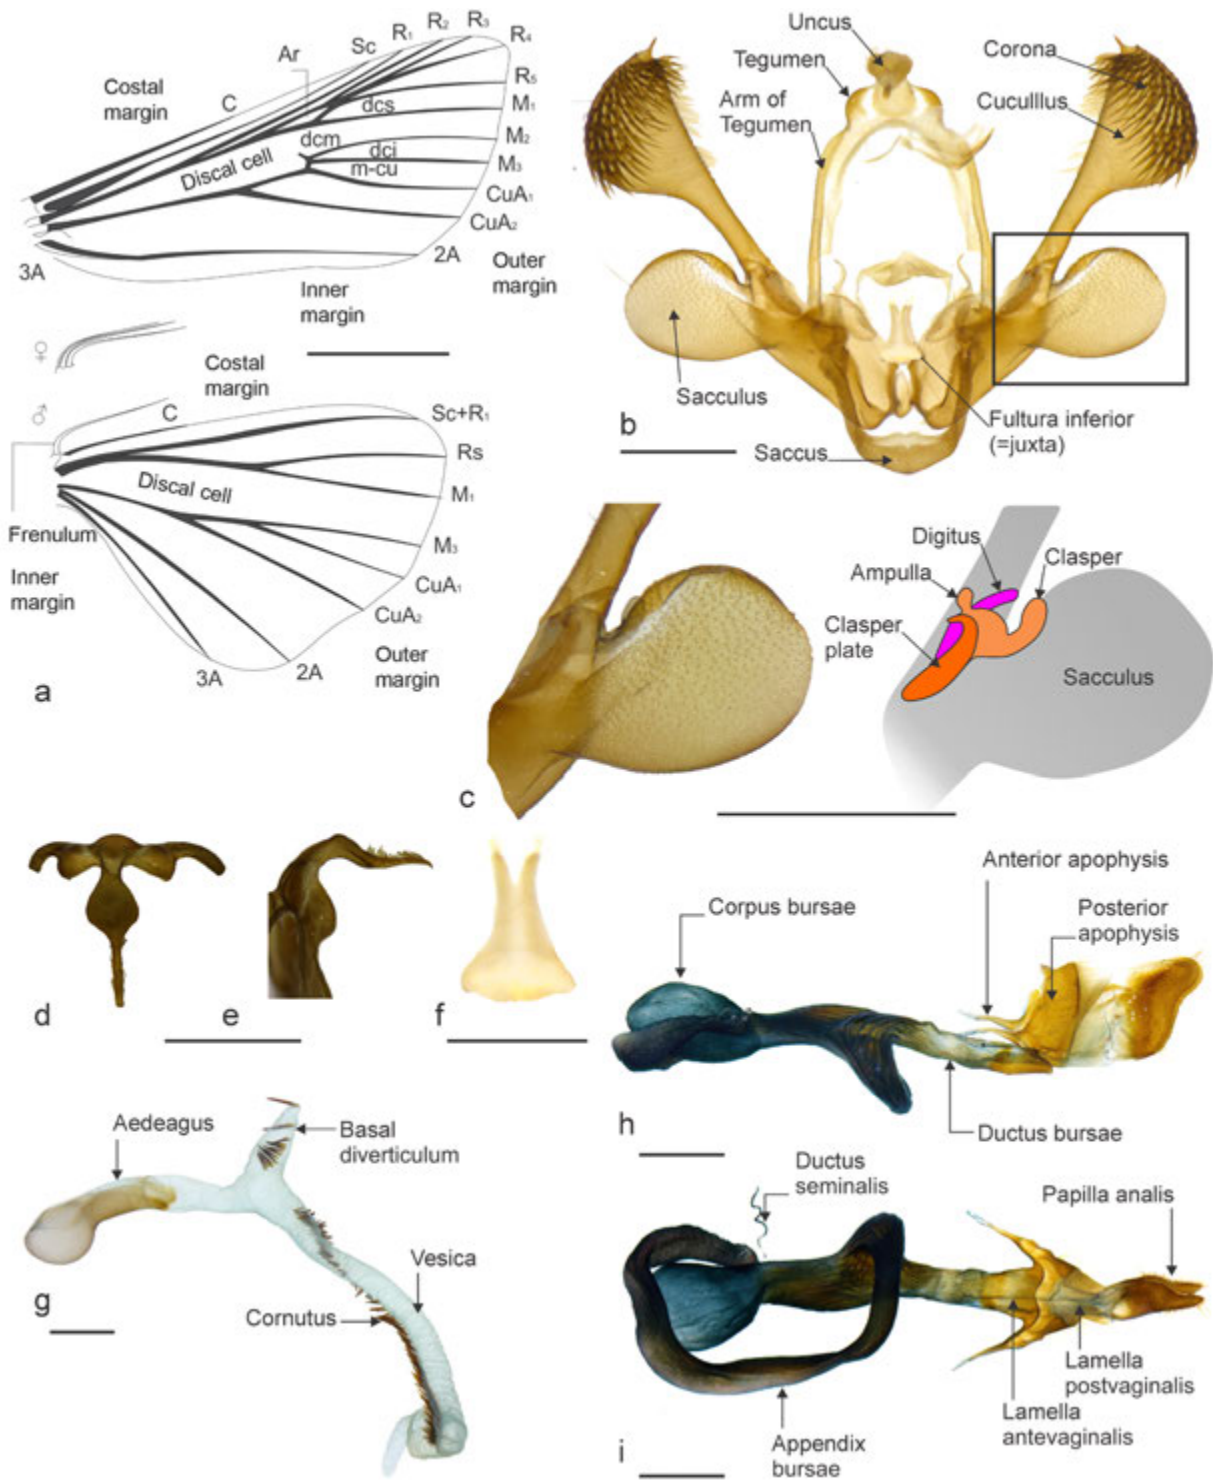 R1
R2
R3
R4
Sc
Ar
Costal
margin
C
R5
dcs
M1
dcm
M2
dci
Discal cell
M3
m-cu
CuA1
CuA2
3A
2A
Outer
margin
Inner
margin
♀
Costal
margin
♂
C
Sc+R1
Rs
Discal cell
M1
Frenulum
M3
Inner
margin
CuA1
CuA2
Outer
margin
3A
2A
a
Uncus
Tegumen
Arm of
Tegumen
Corona
Cuculllus
Sacculus
b
Saccus
Fultura inferior
(=juxta)
Digitus
Clasper
Ampulla
Clasper
plate
Sacculus
c
d
e
f
Anterior apophysis
Corpus bursae
Posterior
apophysis
h
Ductus bursae
Aedeagus
Basal
diverticulum
Vesica
Cornutus
g
Ductus
seminalis
Papilla analis
Lamella
postvaginalis
Lamella
antevaginalis
Appendix
bursae
i